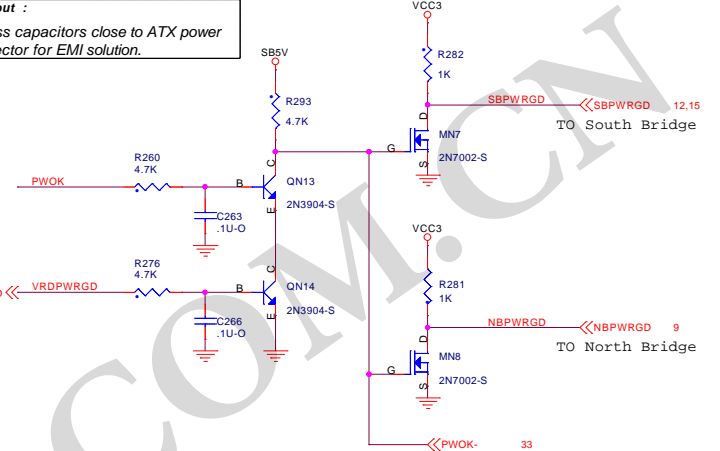 out :
ss capacitors close to ATX power
ector for EMI solution.
VCC3
R282
1K
SB5V
R293
4.7K
SBPWRGD
SBPWRGD 12,15
TO South Bridge
D
G
S
MN7
2N7002-S
R260
4.7K
PWOK
B
C
E
QN13
2N3904-S
C263
.1U-O
VCC3
R281
1K
R276
4.7K
VRDPWRGD
B
C
E
QN14
2N3904-S
C266
.1U-O
NBPWRGD
NBPWRGD 9
TO North Bridge
D
G
S
MN8
2N7002-S
PWOK- 33
COM.CN